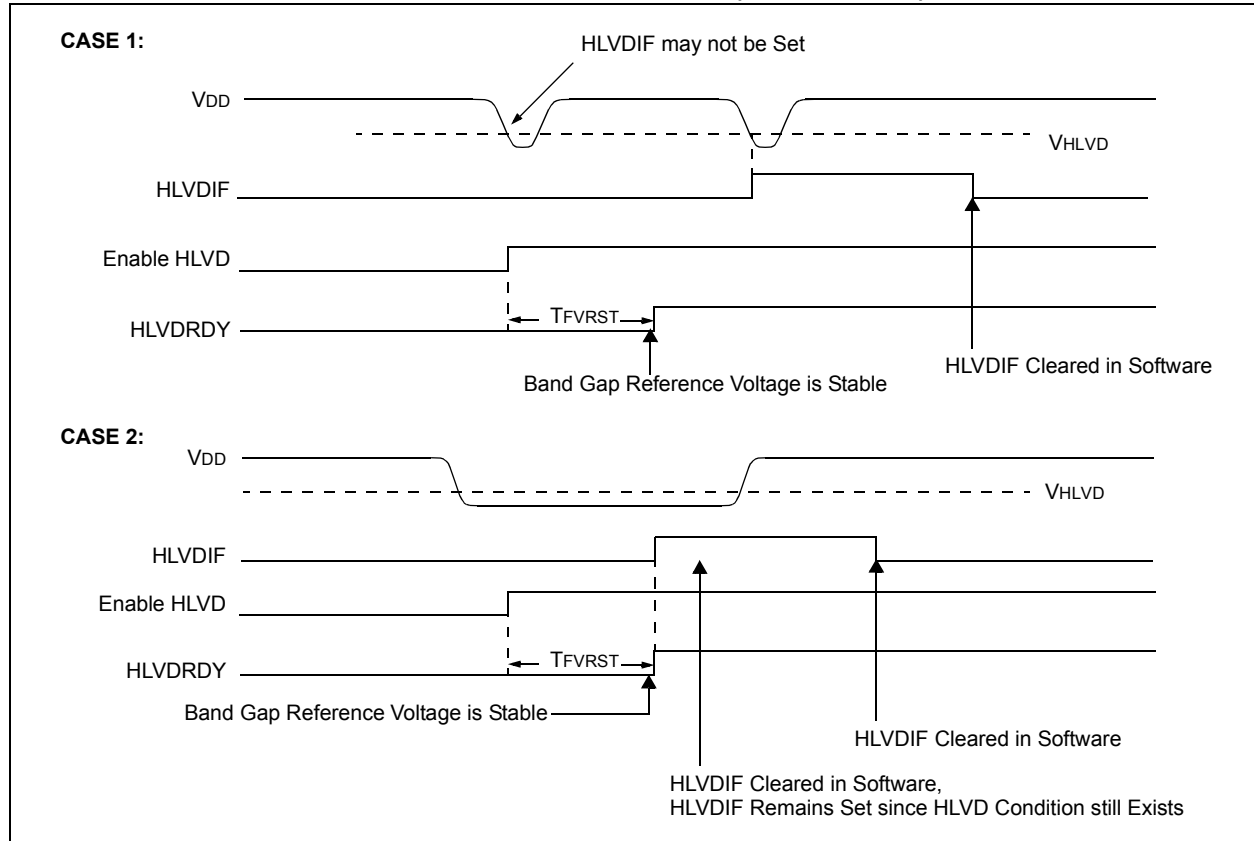 CASE 1:
HLVDIF may not be Set
VDD
VHLVD
HLVDIF
Enable HLVD
TFVRST
HLVDRDY
HLVDIF Cleared in Software
Band Gap Reference Voltage is Stable
CASE 2:
VDD
VHLVD
HLVDIF
Enable HLVD
TFVRST
HLVDRDY
Band Gap Reference Voltage is Stable
HLVDIF Cleared in Software
HLVDIF Cleared in Software,
HLVDIF Remains Set since HLVD Condition still Exists